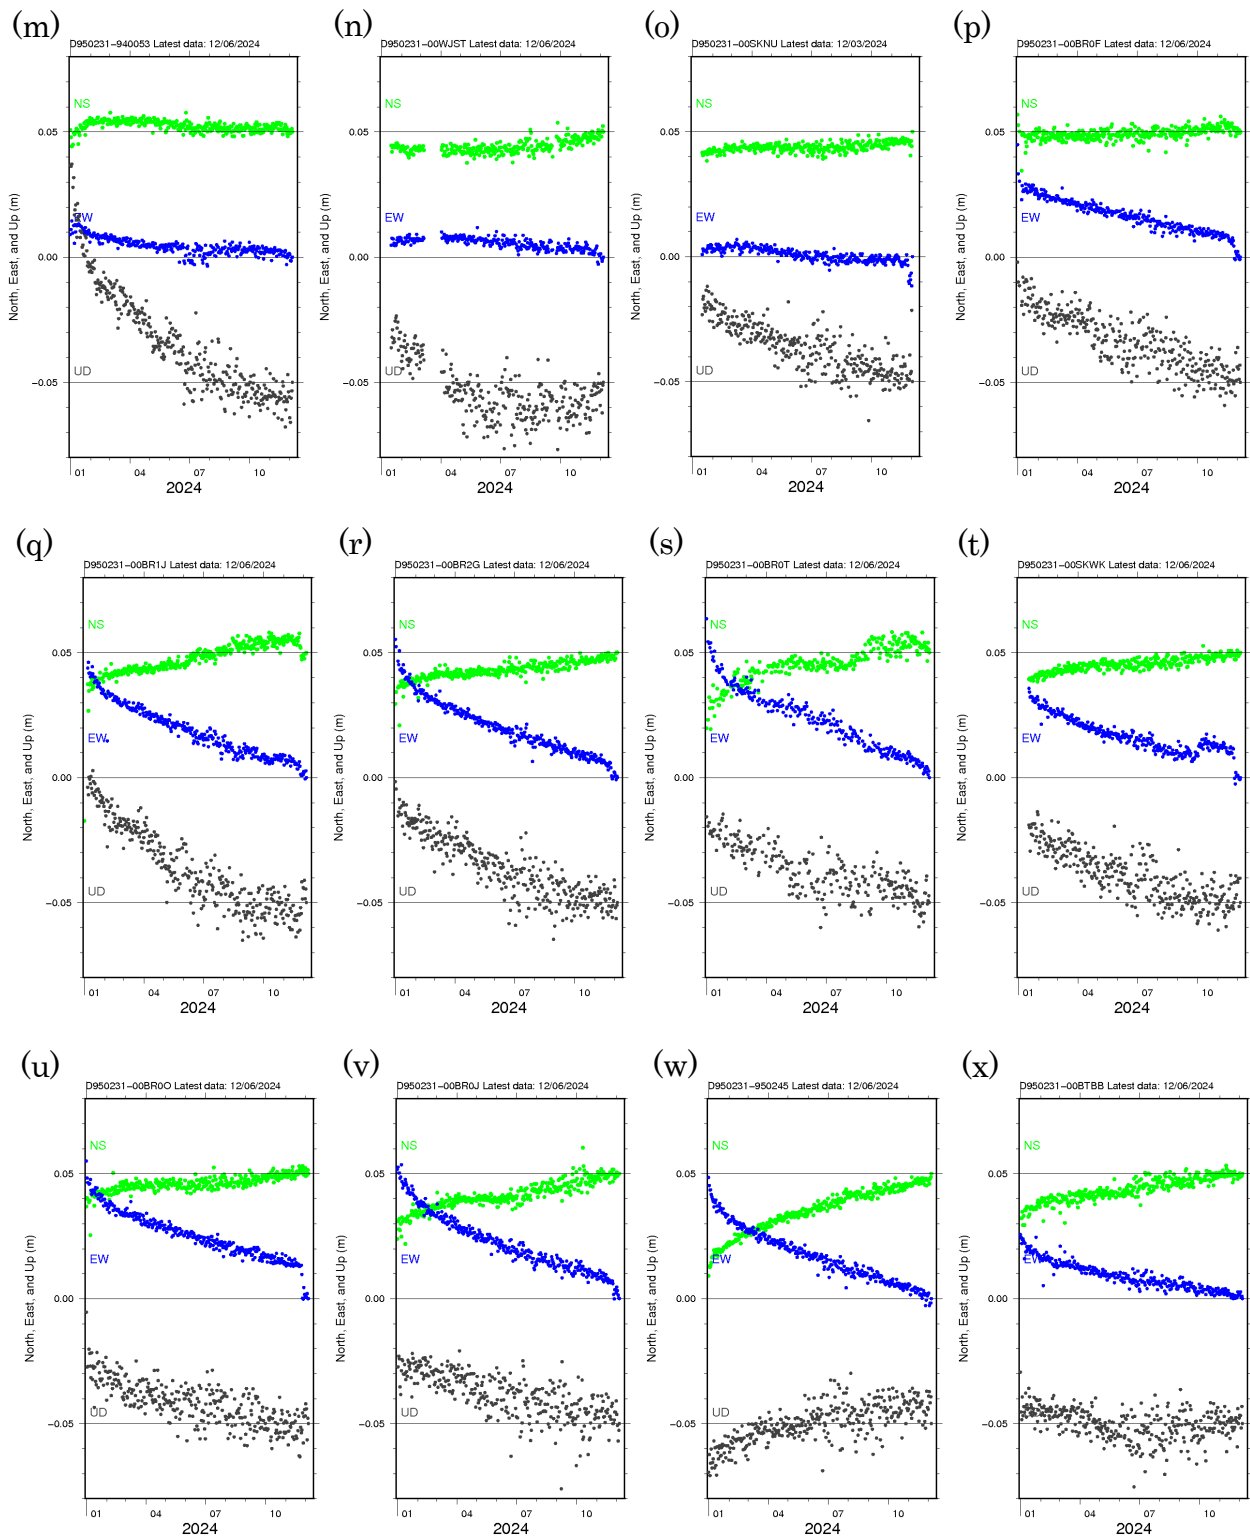 (m)
D950231-940053 Latest data: 12/06/2024
NS
EW
UD
0.05
0.00
-0.05
North, East, and Up (m)
01 04 07 10
2024
(n)
D950231-00WJST Latest data: 12/06/2024
NS
EW
UD
0.05
0.00
-0.05
North, East, and Up (m)
01 04 07 10
2024
(o)
D950231-00SKNU Latest data: 12/03/2024
NS
EW
UD
0.05
0.00
-0.05
North, East, and Up (m)
01 04 07 10
2024
(p)
D950231-00BR0F Latest data: 12/06/2024
NS
EW
UD
0.05
0.00
-0.05
North, East, and Up (m)
01 04 07 10
2024
(q)
D950231-00BR1J Latest data: 12/06/2024
NS
EW
UD
0.05
0.00
-0.05
North, East, and Up (m)
01 04 07 10
2024
(r)
D950231-00BR2G Latest data: 12/06/2024
NS
EW
UD
0.05
0.00
-0.05
North, East, and Up (m)
01 04 07 10
2024
(s)
D950231-00BR0T Latest data: 12/06/2024
NS
EW
UD
0.05
0.00
-0.05
North, East, and Up (m)
01 04 07 10
2024
(t)
D950231-00SKWK Latest data: 12/06/2024
NS
EW
UD
0.05
0.00
-0.05
North, East, and Up (m)
01 04 07 10
2024
(u)
D950231-00BR0O Latest data: 12/06/2024
NS
EW
UD
0.05
0.00
-0.05
North, East, and Up (m)
01 04 07 10
2024
(v)
D950231-00BR0J Latest data: 12/06/2024
NS
EW
UD
0.05
0.00
-0.05
North, East, and Up (m)
01 04 07 10
2024
(w)
D950231-950245 Latest data: 12/06/2024
NS
EW
UD
0.05
0.00
-0.05
North, East, and Up (m)
01 04 07 10
2024
(x)
D950231-00BTBB Latest data: 12/06/2024
NS
EW
UD
0.05
0.00
-0.05
North, East, and Up (m)
01 04 07 10
2024